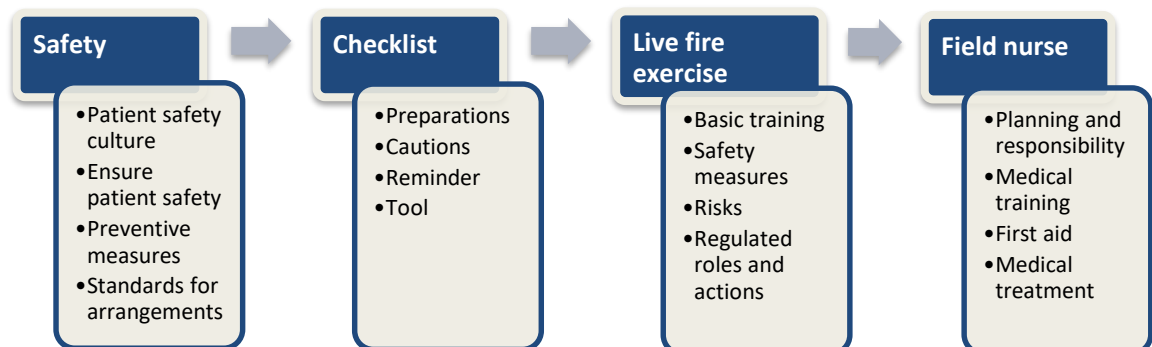 Safety
•Patient safety
culture
•Ensure
patient safety
•Preventive
measures
•Standards for
arrangements
Checklist
•Preparations
•Cautions
•Reminder
•Tool
Live fire
exercise
•Basic training
•Safety
measures
•Risks
•Regulated
roles and
actions
Field nurse
•Planning and
responsibility
•Medical
training
•First aid
•Medical
treatment